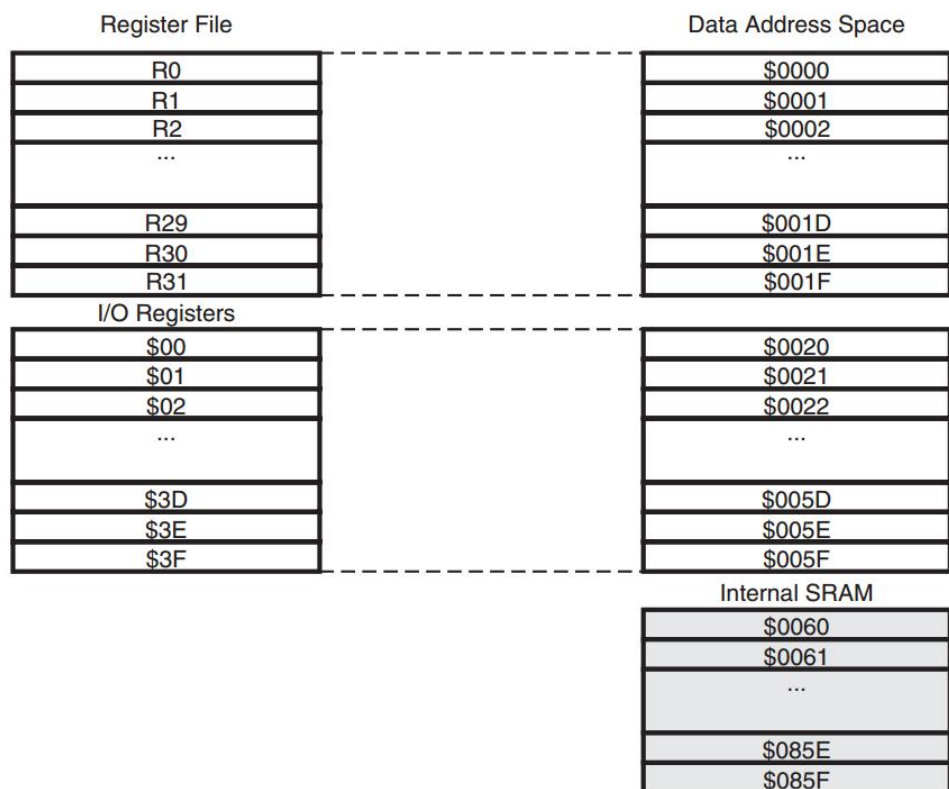 Register File Data Address Space
R0 $0000
R1 $0001
R2 $0002
... ...
R29 $001D
R30 $001E
R31 $001F
I/O Registers
$00 $0020
$01 $0021
$02 $0022
... ...
$3D $005D
$3E $005E
$3F $005F
Internal SRAM
$0060
$0061
...
$085E
$085F